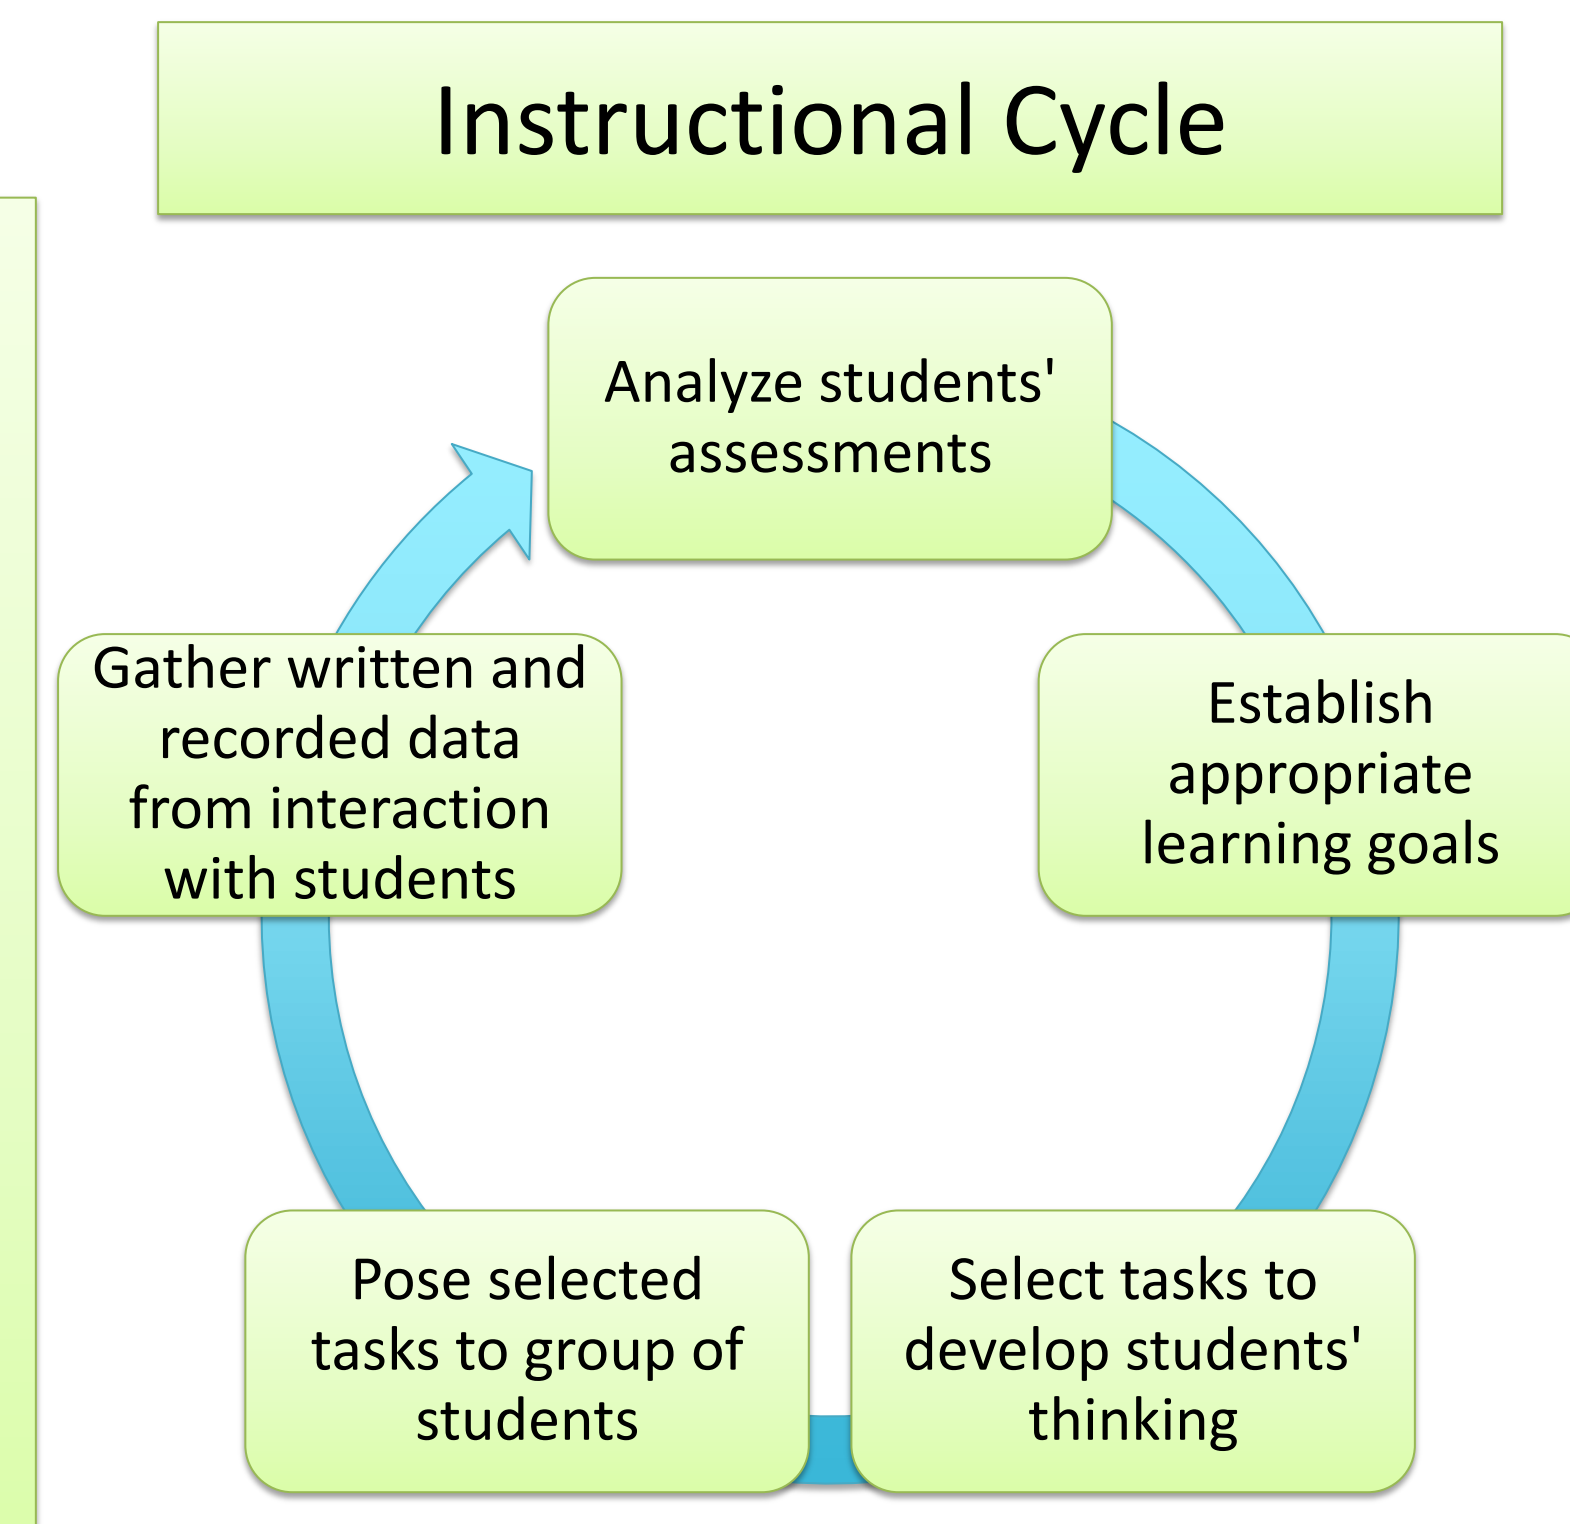 Instructional Cycle
Analyze students'
assessments
Establish
appropriate
learning goals
Select tasks to
develop students'
thinking
Pose selected
tasks to group of
students
Gather written and
recorded data
from interaction
with students